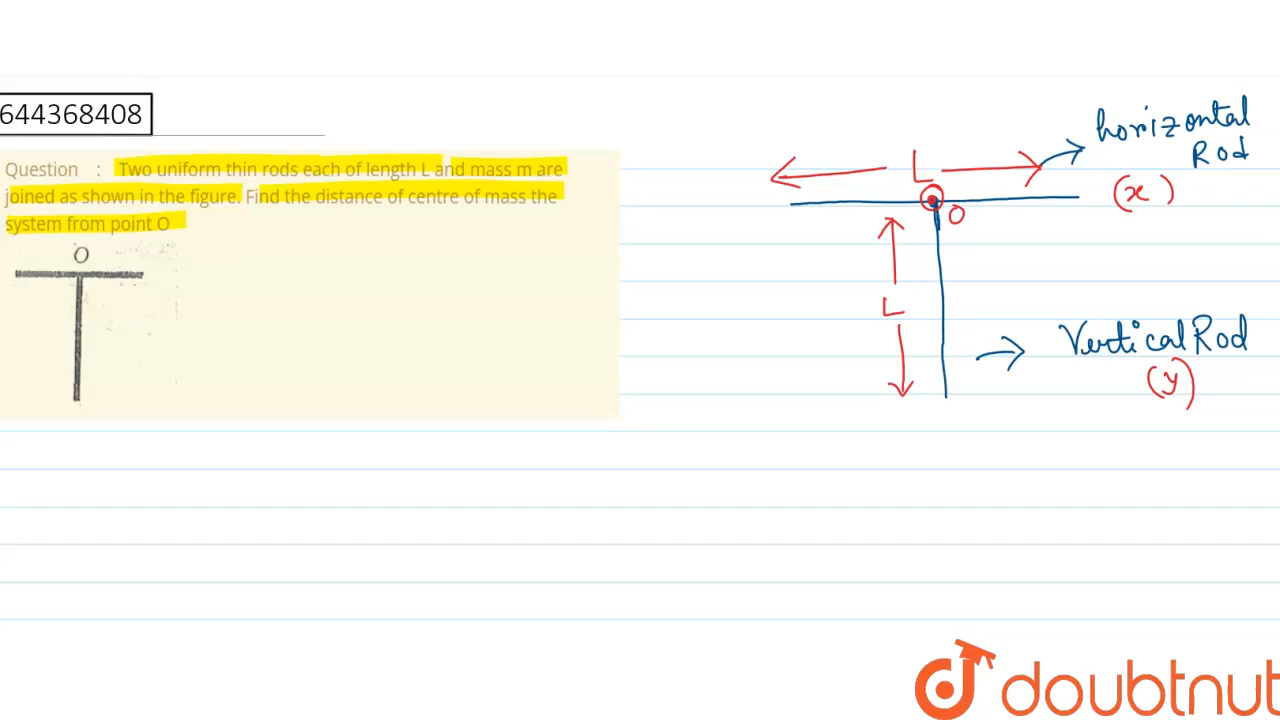 644368408
Question : Two uniform thin rods each of length L and mass m are
joined as shown in the figure. Find the distance of centre of mass the
system from point O
O
horizontal
Rod
(x)
L
O
L
Vertical Rod
(y)
doubtnut